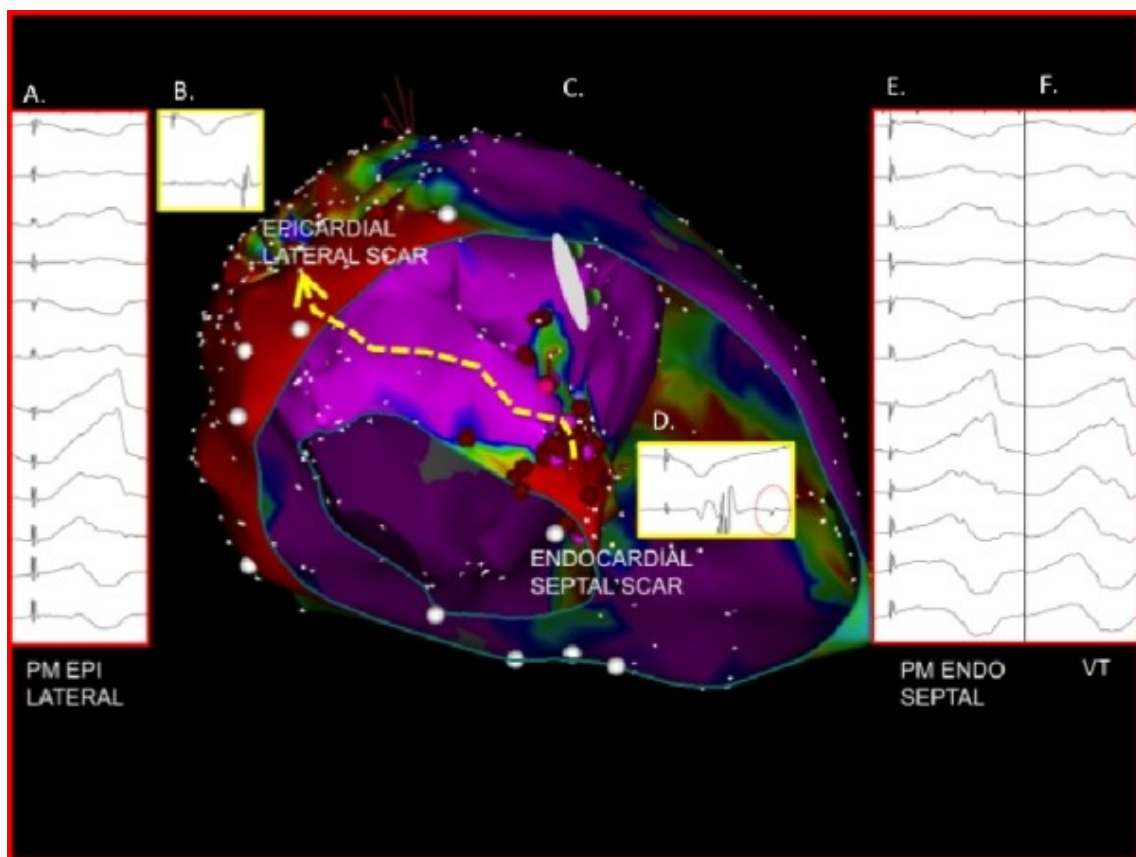 A.
B.
C.
E.
F.
EPICARDIAL
LATERAL SCAR
D.
ENDOCARDIAL
SEPTAL SCAR
PM EPI
LATERAL
PM ENDO
SEPTAL
VT